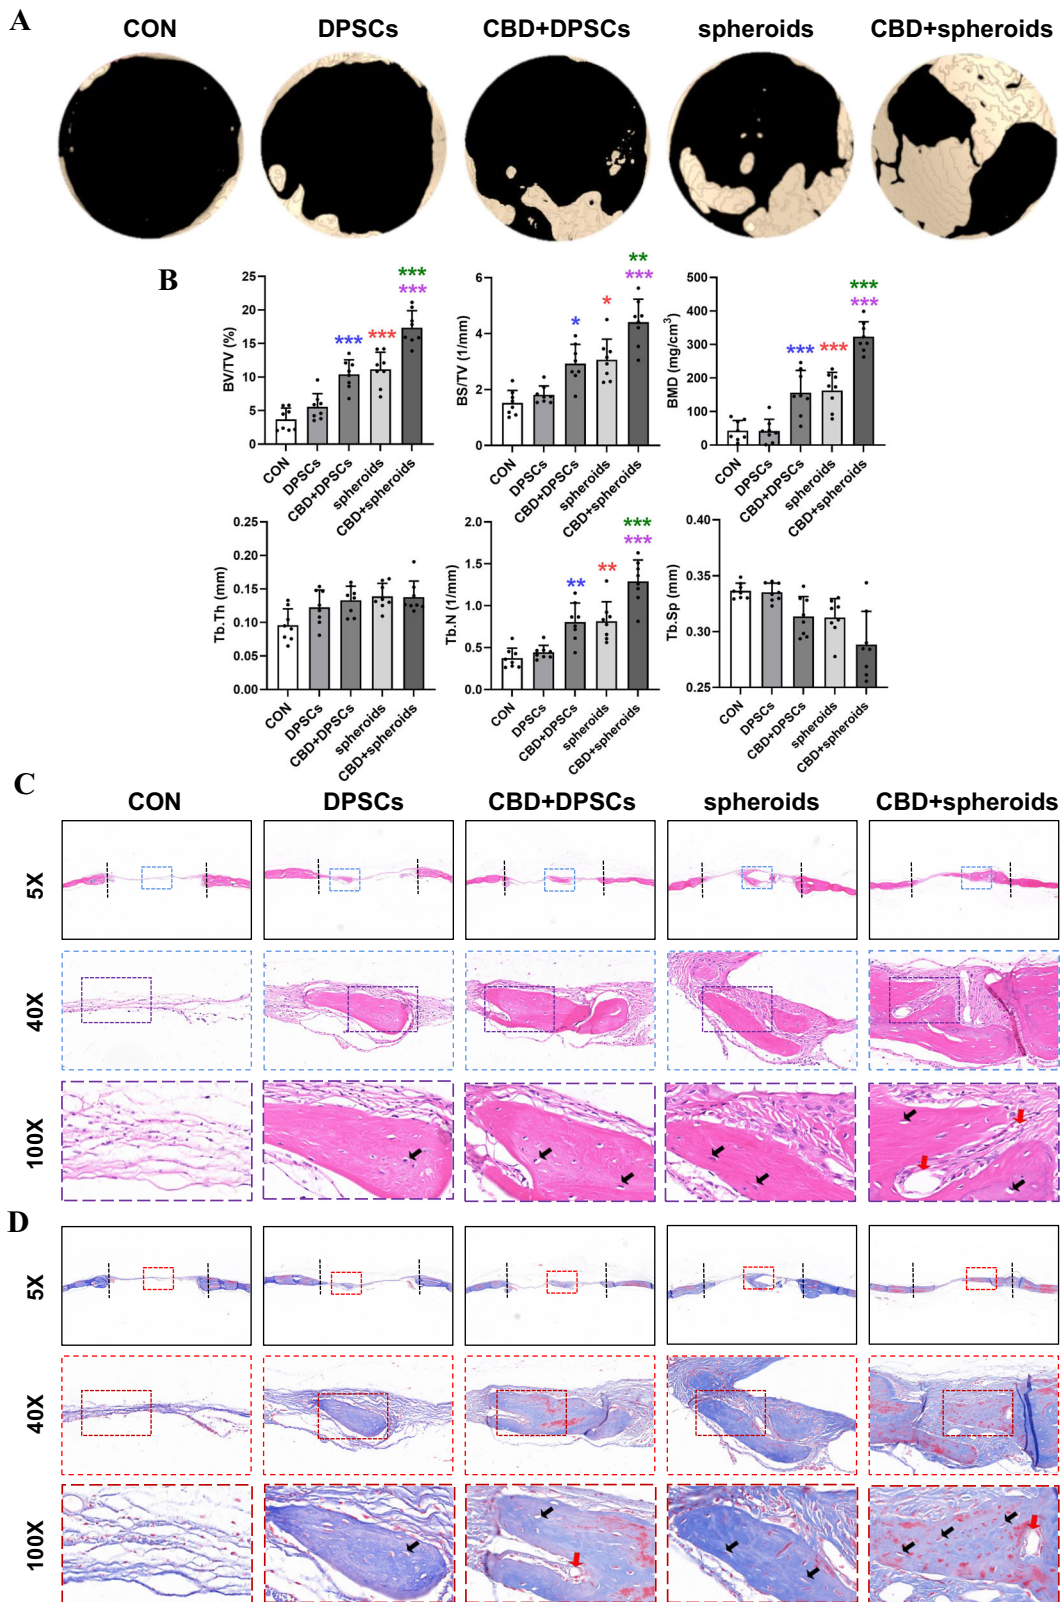 A
CON DPSCs CBD+DPSCs spheroids CBD+spheroids
B
BV/TV (%)
25
20
15
10
5
0
***
***
***
***
CON DPSCs CBD+DPSCs spheroids CBD+spheroids
BS/TV (1/mm)
6
4
2
0
*
*
**
***
CON DPSCs CBD+DPSCs spheroids CBD+spheroids
BMD (mg/cm³)
500
400
300
200
100
0
***
***
***
***
CON DPSCs CBD+DPSCs spheroids CBD+spheroids
Tb.Th (mm)
0.25
0.20
0.15
0.10
0.05
0.00
CON DPSCs CBD+DPSCs spheroids CBD+spheroids
Tb.N (1/mm)
2.0
1.5
1.0
0.5
0.0
**
**
***
***
CON DPSCs CBD+DPSCs spheroids CBD+spheroids
Tb.Sp (mm)
0.40
0.35
0.30
0.25
CON DPSCs CBD+DPSCs spheroids CBD+spheroids
C
CON DPSCs CBD+DPSCs spheroids CBD+spheroids
5X
40X
100X
D
5X
40X
100X